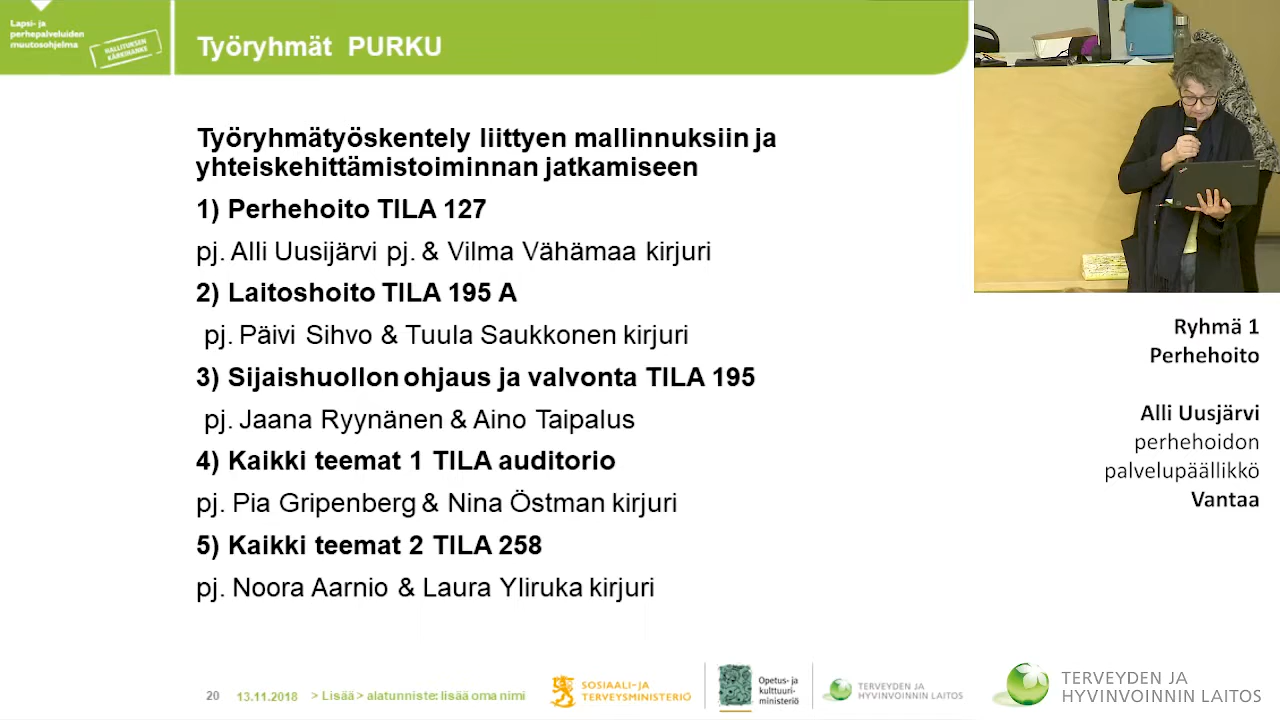 Lapsi- ja
perhepalveluiden
muutosohjelma
HALLITUKSEN
KÄRKIHANKE
Työryhmät PURKU
Työryhmätyöskentely liittyen mallinnuksiin ja
yhteiskehittämistoiminnan jatkamiseen
1) Perhehoito TILA 127
pj. Alli Uusijärvi pj. & Vilma Vähämaa kirjuri
2) Laitoshoito TILA 195 A
pj. Päivi Sihvo & Tuula Saukkonen kirjuri
3) Sijaishuollon ohjaus ja valvonta TILA 195
pj. Jaana Ryynänen & Aino Taipalus
4) Kaikki teemat 1 TILA auditorio
pj. Pia Gripenberg & Nina Östman kirjuri
5) Kaikki teemat 2 TILA 258
pj. Noora Aarnio & Laura Yliruka kirjuri
Ryhmä 1
Perhehoito
Alli Uusjärvi
perhehoidon
palvelupäällikkö
Vantaa
20 13.11.2018 > Lisää > alatunniste: lisää oma nimi
SOSIAALI- JA
TERVEYSMINISTERIÖ
Opetus- ja
kulttuuri-
ministeriö
TERVEYDEN JA
HYVINVOINNIN LAITOS
TERVEYDEN JA
HYVINVOINNIN LAITOS